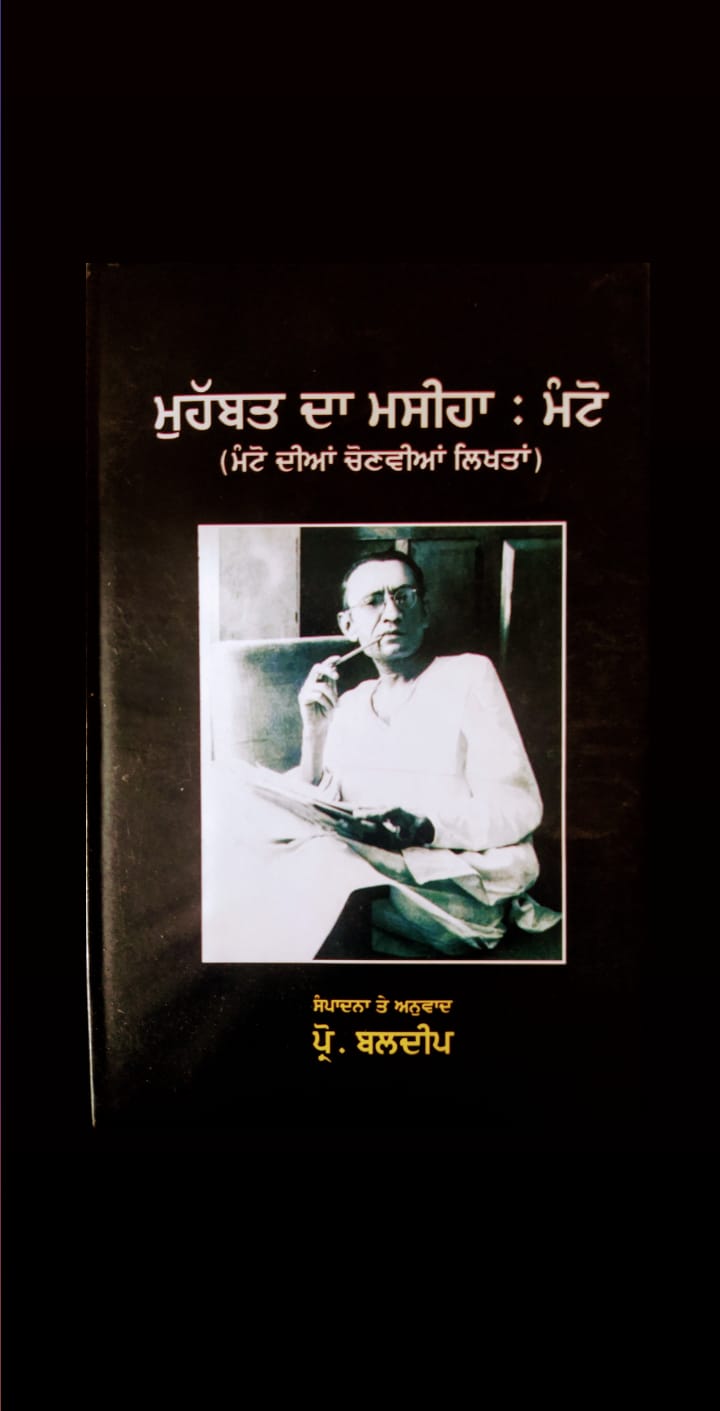 ਮੁਹੱਬਤ ਦਾ ਮਸੀਹਾ : ਮੰਟੋ
(ਮੰਟੋ ਦੀਆਂ ਚੋਣਵੀਆਂ ਲਿਖਤਾਂ)
ਸੰਪਾਦਨਾ ਤੇ ਅਨੁਵਾਦ
ਪ੍ਰੋ. ਬਲਦੀਪ